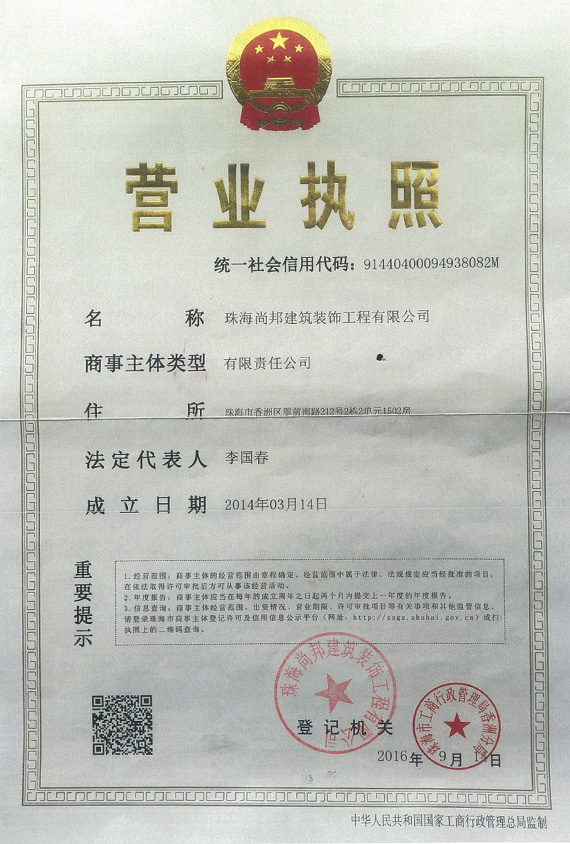 营业执照
统一社会信用代码：91440400094938082M
名称 珠海尚邦建筑装饰工程有限公司
商事主体类型 有限责任公司
住所 珠海市香洲区翠前南路212号2栋2单元1502房
法定代表人 李国春
成立日期 2014年03月14日
重要提示
1.经营范围：商事主体的经营范围由章程确定。经营范围中属于法律、法规规定应当经批准的项目，
在依法取得许可审批后方可从事该经营活动。
2.年度报告：商事主体应当在每年的成立周年之日起两个月内提交上一年度的年度报告。
3.信息查询：商事主体经营范围、出资情况、营业期限、许可审批项目等有关事项和其他监管信息，
请登录珠海市商事主体登记许可及信用信息公示平台（网址：http://ssgs.zhuhai.gov.cn）或扫
执照上的二维码查询。
珠海尚邦建筑装饰工程有限公司
珠海市工商行政管理局香洲分局
登记机关
2016年9月14日
中华人民共和国国家工商行政管理总局监制